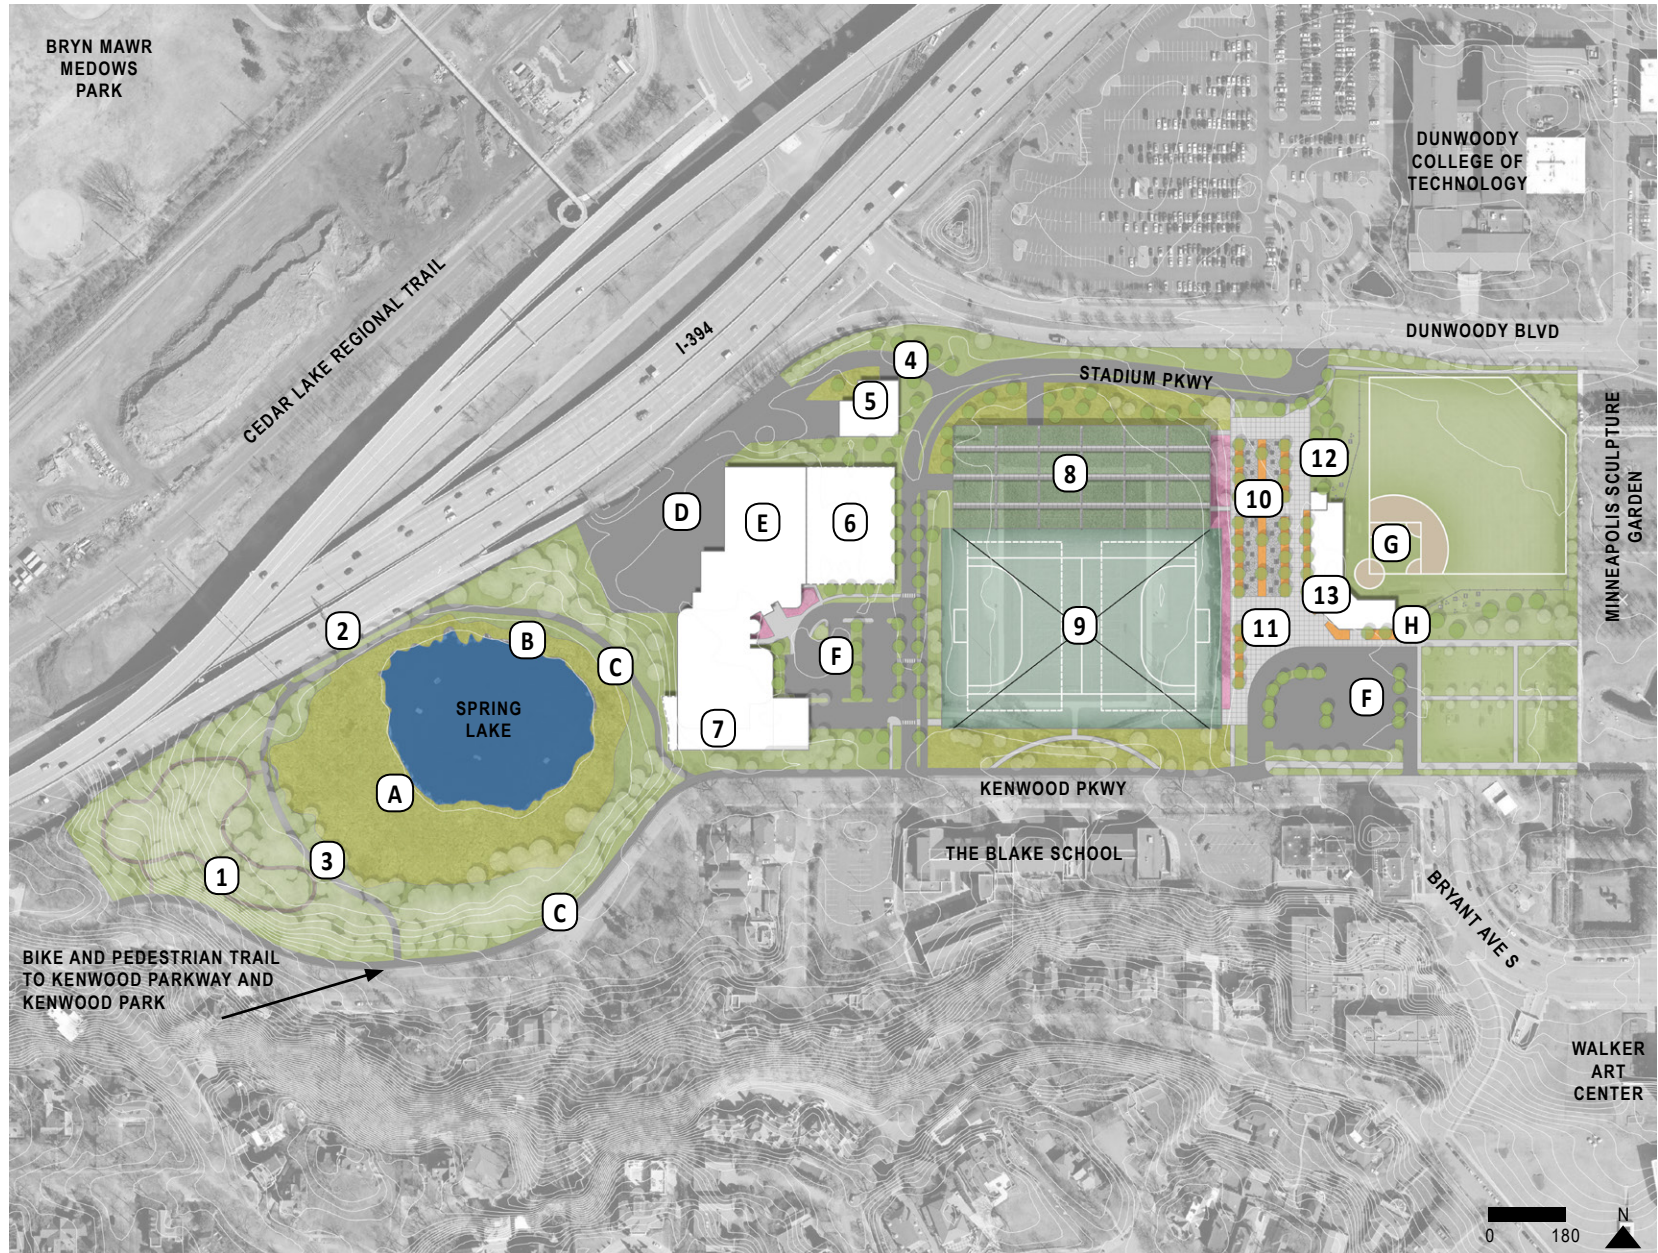 BRYN MAWR
MEDOWS
PARK
DUNWOODY
COLLEGE OF
TECHNOLOGY
CEDAR LAKE REGIONAL TRAIL
I-394
DUNWOODY BLVD
STADIUM PKWY
4
5
MINNEAPOLIS SCULPTURE
GARDEN
8
12
10
D
E
6
G
13
H
2
B
C
F
9
11
SPRING
LAKE
F
7
A
KENWOOD PKWY
THE BLAKE SCHOOL
3
1
C
BRYANT AVE S
BIKE AND PEDESTRIAN TRAIL
TO KENWOOD PARKWAY AND
KENWOOD PARK
WALKER
ART
CENTER
N
0 180